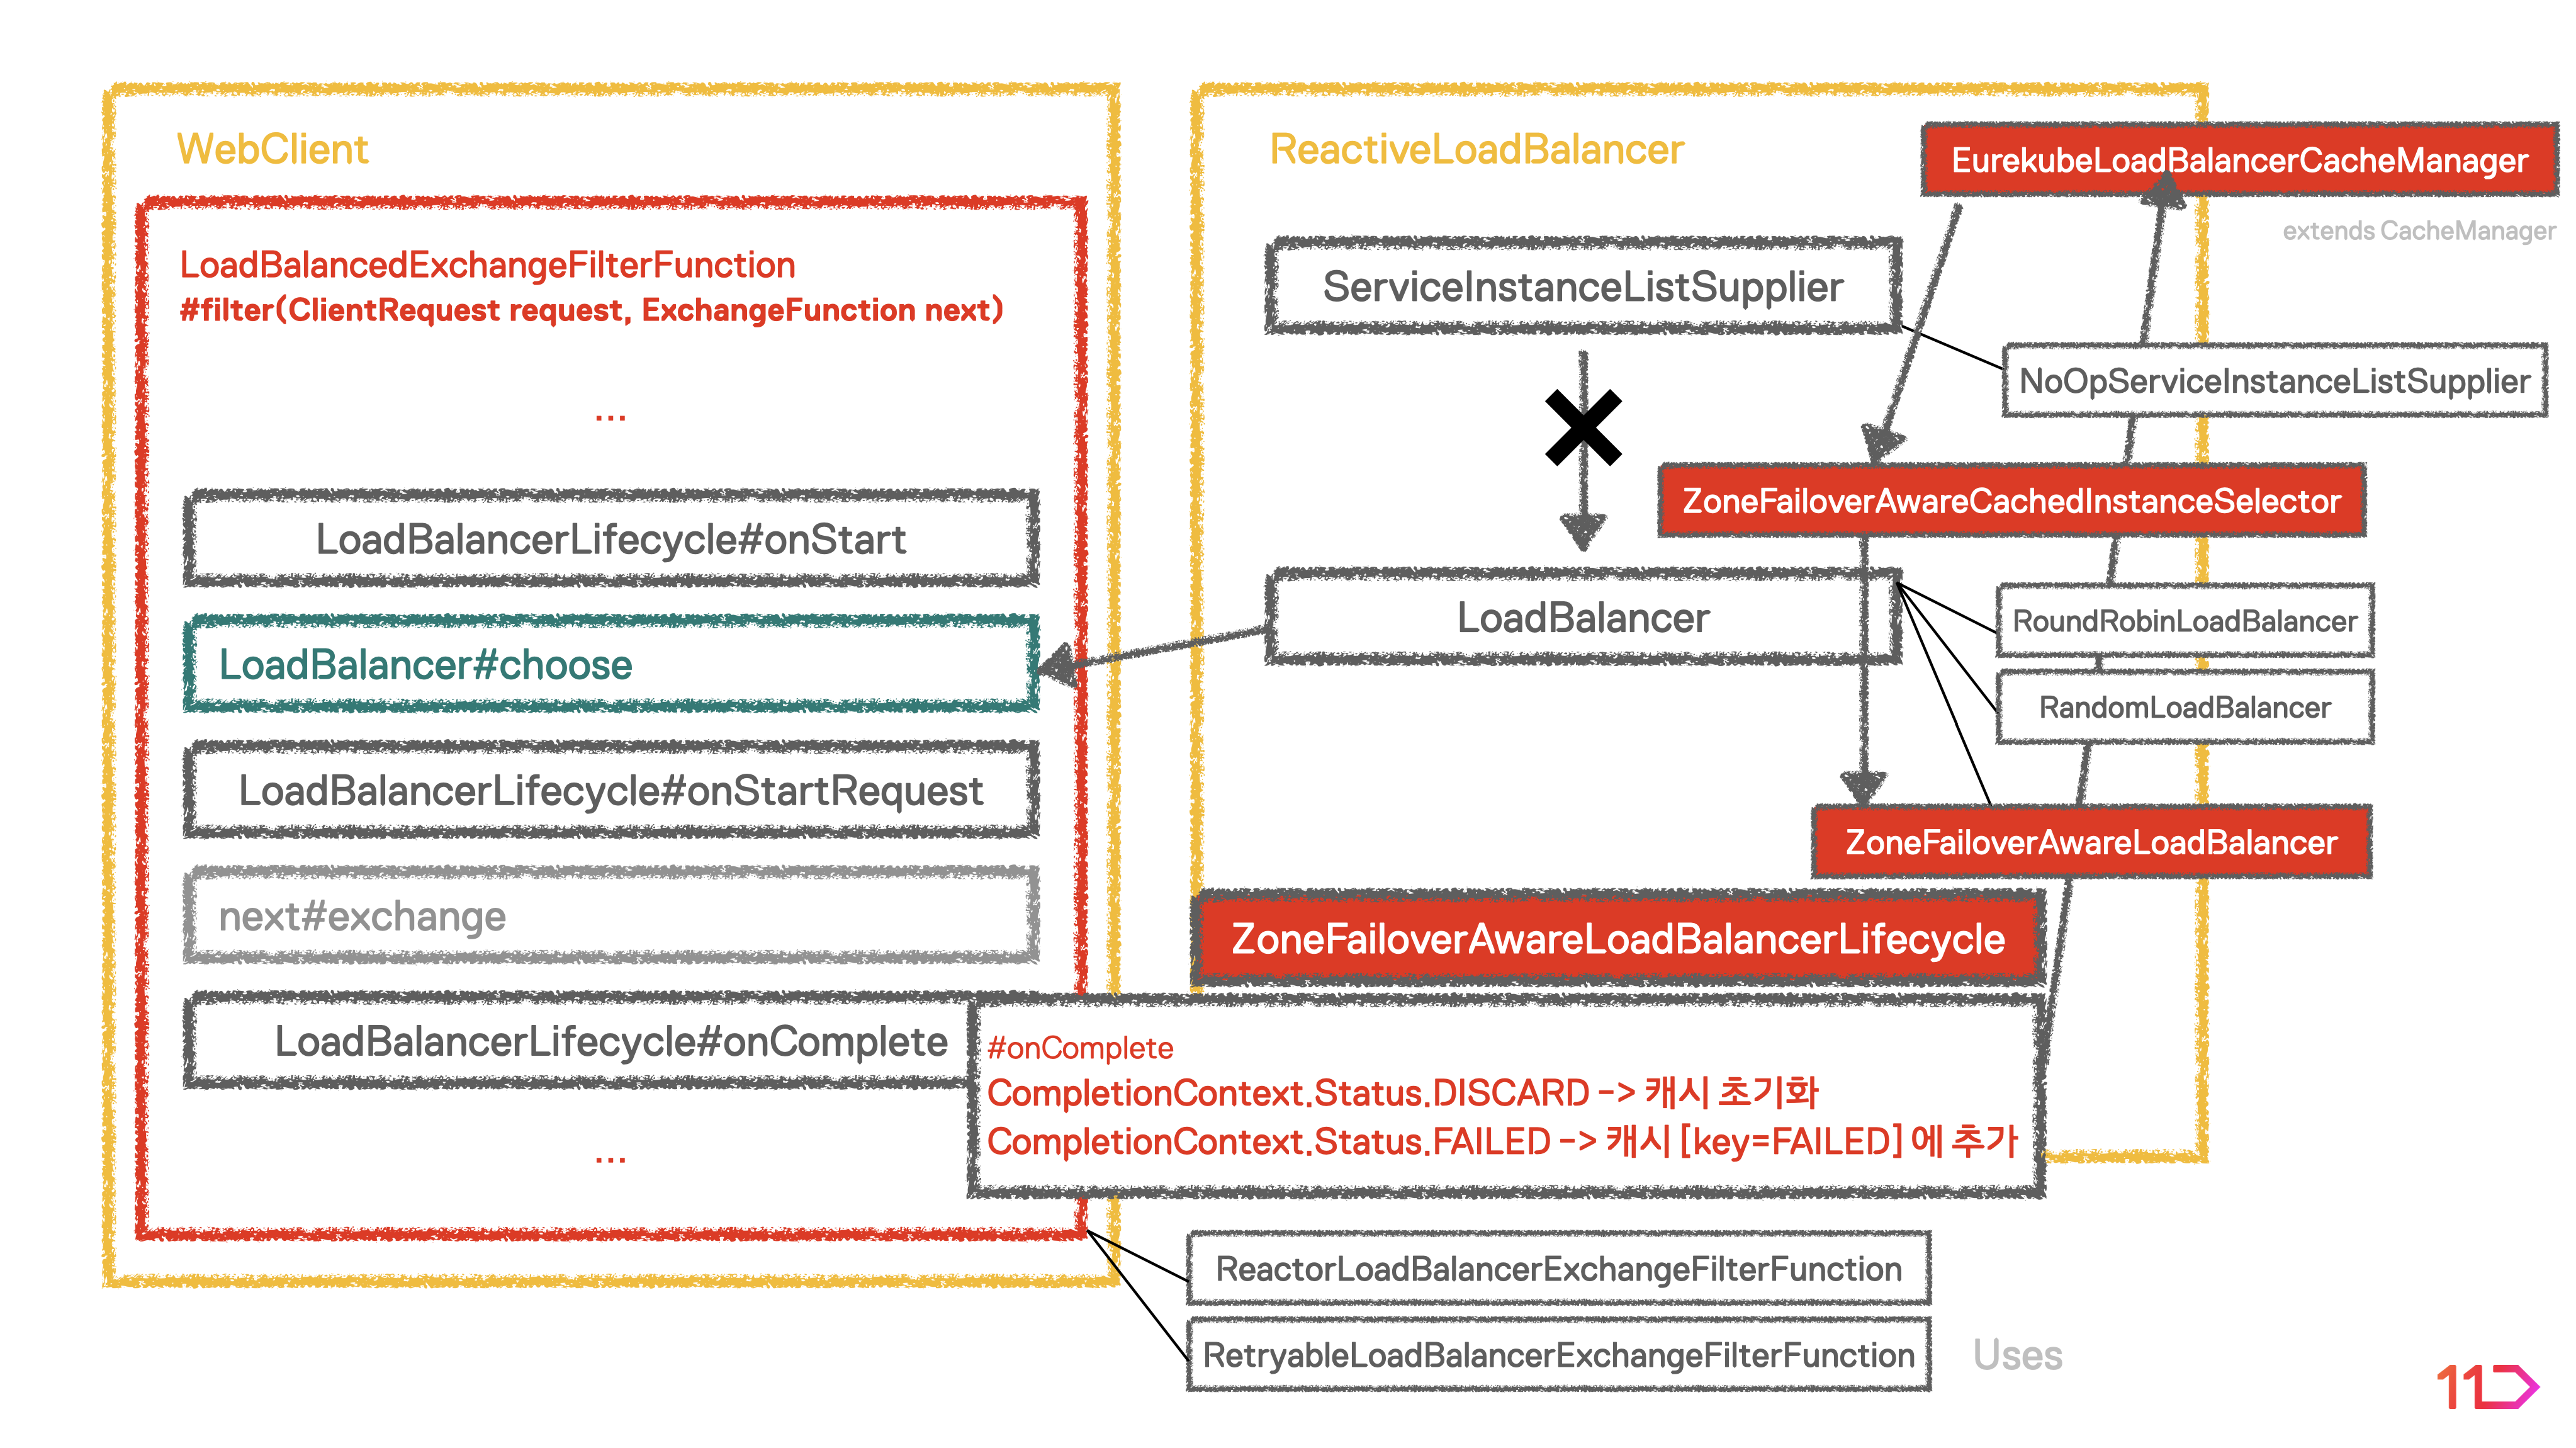 WebClient
LoadBalancedExchangeFilterFunction
#filter(ClientRequest request, ExchangeFunction next)
...
LoadBalancerLifecycle#onStart
LoadBalancer#choose
LoadBalancerLifecycle#onStartRequest
next#exchange
LoadBalancerLifecycle#onComplete
...
ReactiveLoadBalancer
EurekubeLoadBalancerCacheManager
extends CacheManager
ServiceInstanceListSupplier
NoOpServiceInstanceListSupplier
ZoneFailoverAwareCachedInstanceSelector
LoadBalancer
RoundRobinLoadBalancer
RandomLoadBalancer
ZoneFailoverAwareLoadBalancer
ZoneFailoverAwareLoadBalancerLifecycle
#onComplete
CompletionContext.Status.DISCARD -> 캐시 초기화
CompletionContext.Status.FAILED -> 캐시 [key=FAILED] 에 추가
ReactorLoadBalancerExchangeFilterFunction
RetryableLoadBalancerExchangeFilterFunction
Uses
11